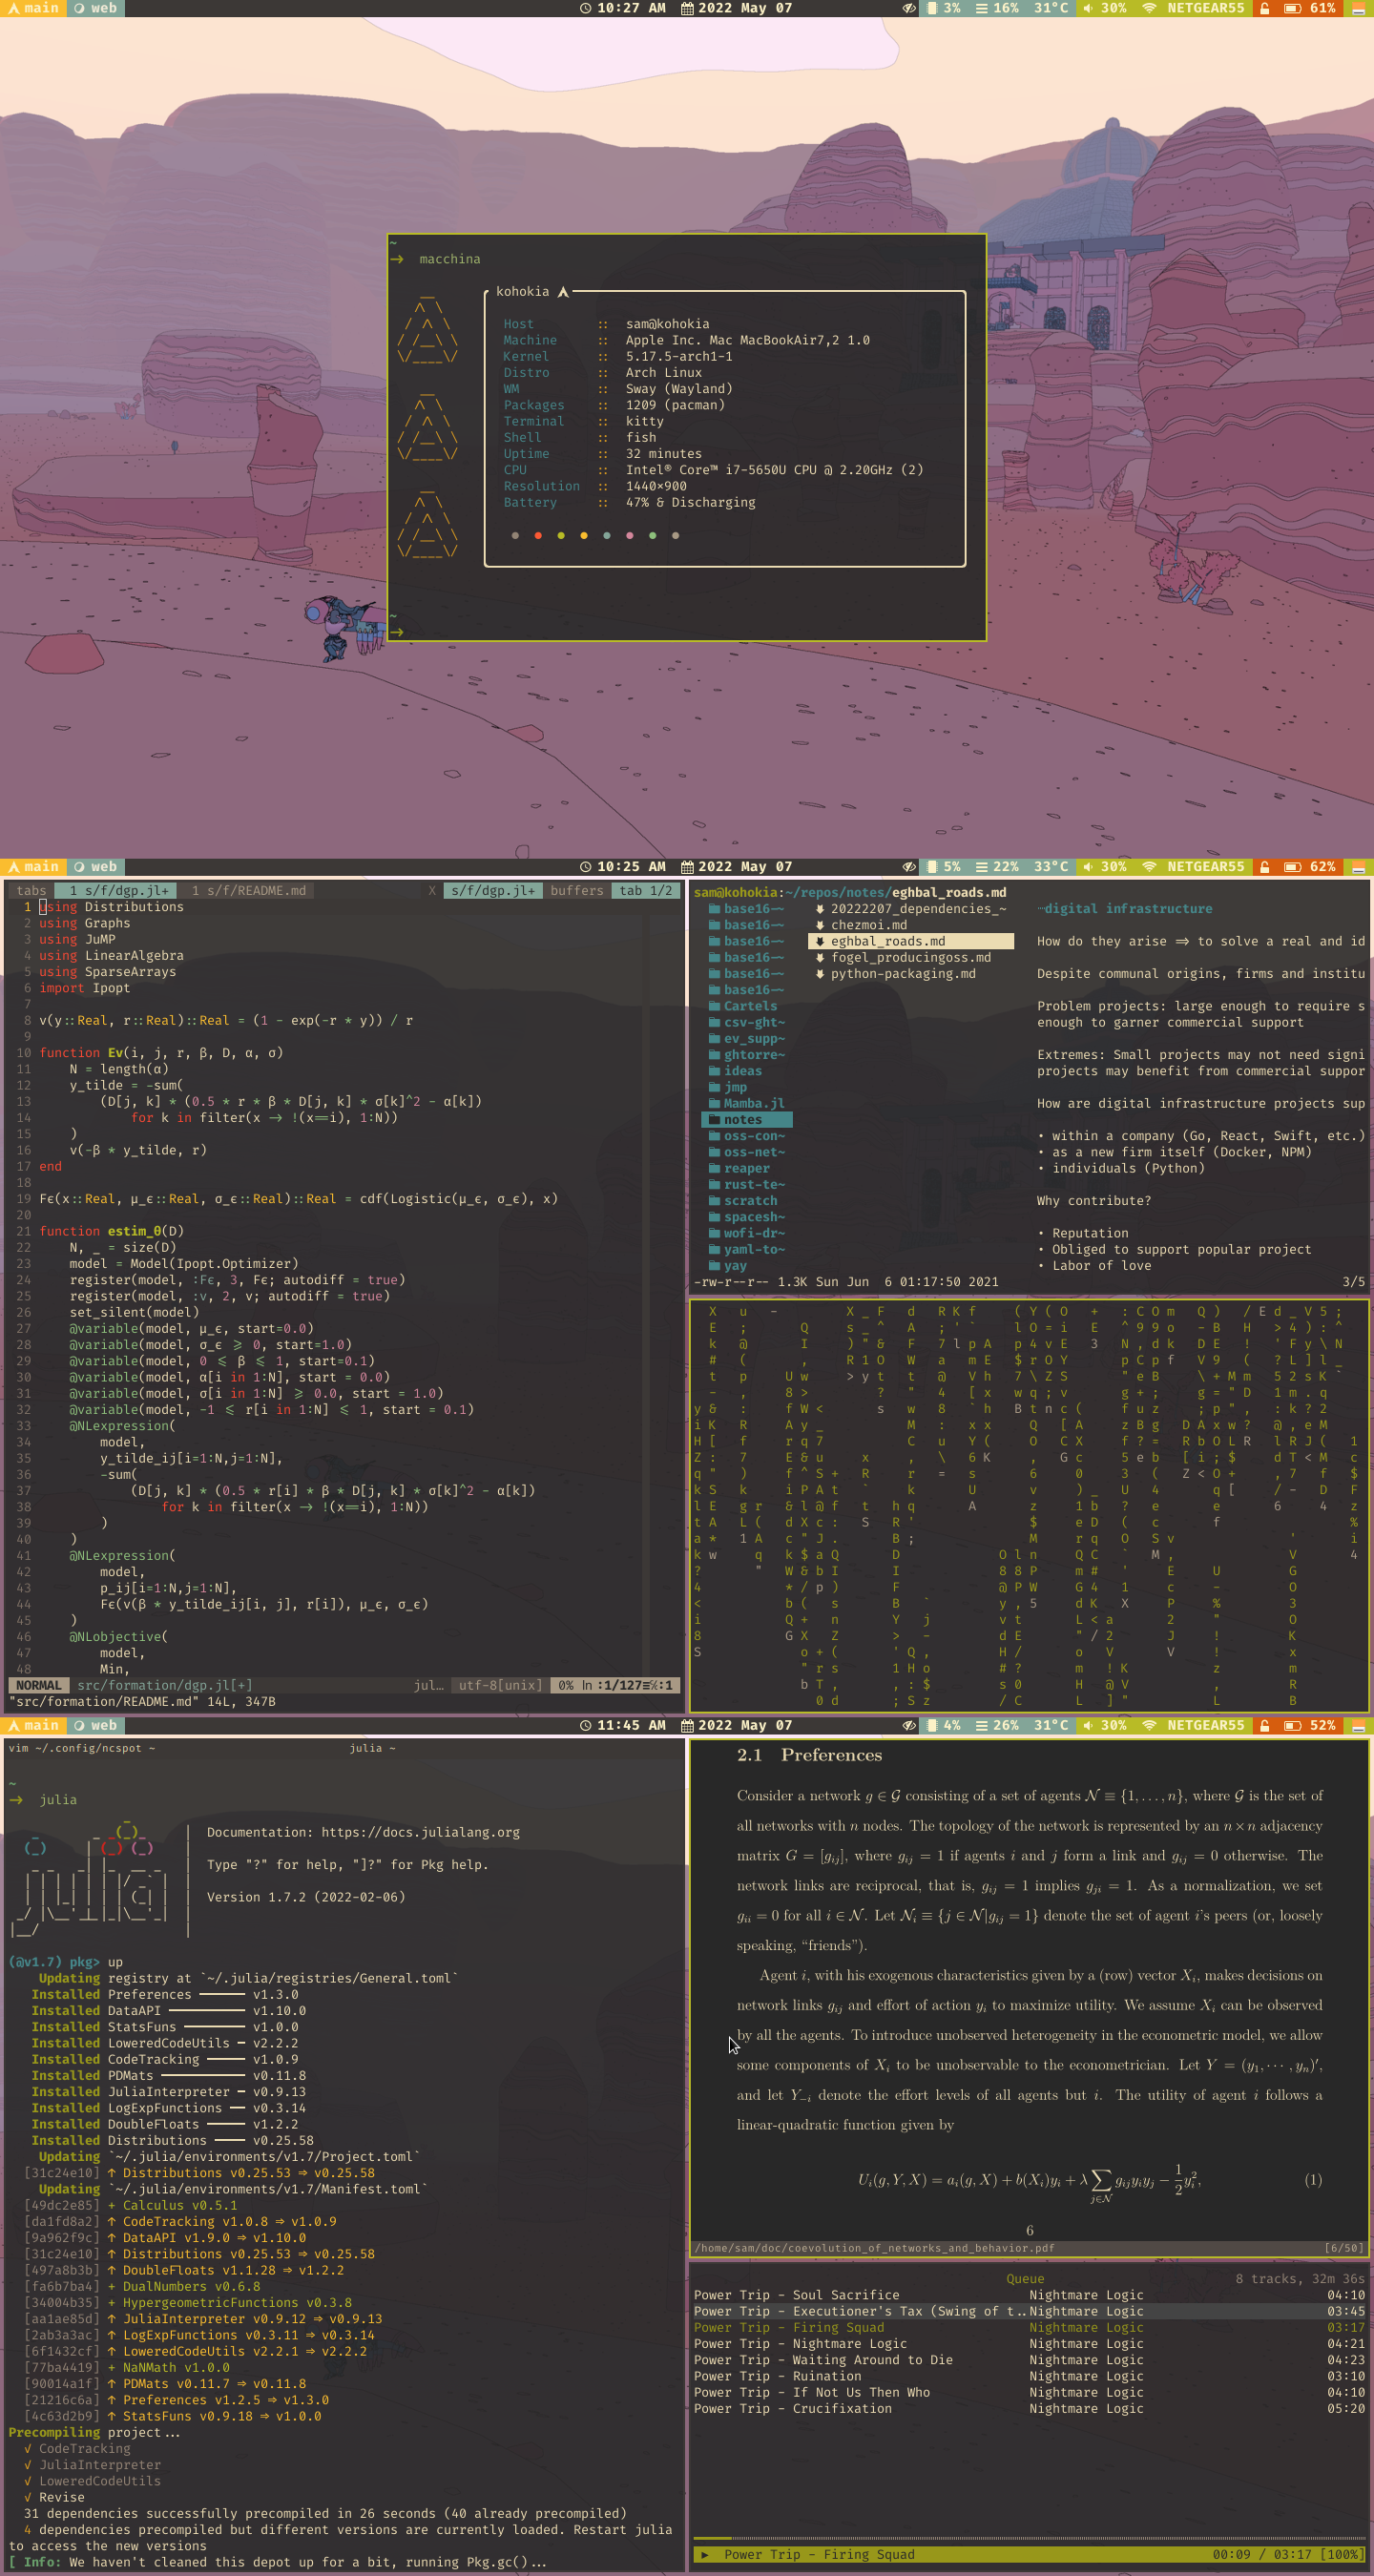 main web 10:27 AM 2022 May 07 3% 16% 31°C 30% NETGEAR55 61%
~
→ macchina
kohokia
Host :: sam@kohokia
Machine :: Apple Inc. Mac MacBookAir7,2 1.0
Kernel :: 5.17.5-arch1-1
Distro :: Arch Linux
WM :: Sway (Wayland)
Packages :: 1209 (pacman)
Terminal :: kitty
Shell :: fish
Uptime :: 32 minutes
CPU :: Intel® Core™ i7-5650U CPU @ 2.20GHz (2)
Resolution :: 1440×900
Battery :: 47% & Discharging
~
→
main web 10:25 AM 2022 May 07 5% 22% 33°C 30% NETGEAR55 62%
tabs 1 s/f/dgp.jl+ 1 s/f/README.md X s/f/dgp.jl+ buffers tab 1/2
1 using Distributions
2 using Graphs
3 using JuMP
4 using LinearAlgebra
5 using SparseArrays
6 import Ipopt
7
8 v(y::Real, r::Real)::Real = (1 - exp(-r * y)) / r
9
10 function Ev(i, j, r, β, D, α, σ)
11 N = length(α)
12 y_tilde = -sum(
13 (D[j, k] * (0.5 * r * β * D[j, k] * σ[k]^2 - α[k])
14 for k in filter(x -> !(x==i), 1:N))
15 )
16 v(-β * y_tilde, r)
17 end
18
19 Fϵ(x::Real, μ_ϵ::Real, σ_ϵ::Real)::Real = cdf(Logistic(μ_ϵ, σ_ϵ), x)
20
21 function estim_θ(D)
22 N, _ = size(D)
23 model = Model(Ipopt.Optimizer)
24 register(model, :Fϵ, 3, Fϵ; autodiff = true)
25 register(model, :v, 2, v; autodiff = true)
26 set_silent(model)
27 @variable(model, μ_ϵ, start=0.0)
28 @variable(model, σ_ϵ >= 0, start=1.0)
29 @variable(model, 0 <= β <= 1, start=0.1)
30 @variable(model, α[i in 1:N], start = 0.0)
31 @variable(model, σ[i in 1:N] >= 0.0, start = 1.0)
32 @variable(model, -1 <= r[i in 1:N] <= 1, start = 0.1)
33 @NLexpression(
34 model,
35 y_tilde_ij[i=1:N,j=1:N],
36 -sum(
37 (D[j, k] * (0.5 * r[i] * β * D[j, k] * σ[k]^2 - α[k])
38 for k in filter(x -> !(x==i), 1:N))
39 )
40 )
41 @NLexpression(
42 model,
43 p_ij[i=1:N,j=1:N],
44 Fϵ(v(β * y_tilde_ij[i, j], r[i]), μ_ϵ, σ_ϵ)
45 )
46 @NLobjective(
47 model,
48 Min,
NORMAL src/formation/dgp.jl[+] jul… utf-8[unix] 0% ln :1/127≡℅:1
"src/formation/README.md" 14L, 347B
sam@kohokia:~/repos/notes/eghbal_roads.md
base16-~
base16-~
base16-~
base16-~
base16-~
base16-~
Cartels
csv-ght~
ev_supp~
ghtorre~
ideas
jmp
Mamba.jl
notes
oss-con~
oss-net~
reaper
rust-te~
scratch
spacesh~
wofi-dr~
yaml-to~
yay
20222207_dependencies_~
chezmoi.md
eghbal_roads.md
fogel_producingoss.md
python-packaging.md
digital infrastructure
How do they arise => to solve a real and id
Despite communal origins, firms and institu
Problem projects: large enough to require s
enough to garner commercial support
Extremes: Small projects may not need signi
projects may benefit from commercial suppor
How are digital infrastructure projects sup
• within a company (Go, React, Swift, etc.)
• as a new firm itself (Docker, NPM)
• individuals (Python)
Why contribute?
• Reputation
• Obliged to support popular project
• Labor of love
-rw-r--r-- 1.3K Sun Jun 6 01:17:50 2021 3/5
main web 11:45 AM 2022 May 07 4% 26% 31°C 30% NETGEAR55 52%
vim ~/.config/ncspot ~ julia ~
~
→ julia
Documentation: https://docs.julialang.org
Type "?" for help, "]?" for Pkg help.
Version 1.7.2 (2022-02-06)
(@v1.7) pkg> up
Updating registry at `~/.julia/registries/General.toml`
Installed Preferences ────── v1.3.0
Installed DataAPI ────────── v1.10.0
Installed StatsFuns ──────── v1.0.0
Installed LoweredCodeUtils ─ v2.2.2
Installed CodeTracking ───── v1.0.9
Installed PDMats ─────────── v0.11.8
Installed JuliaInterpreter ─ v0.9.13
Installed LogExpFunctions ── v0.3.14
Installed DoubleFloats ───── v1.2.2
Installed Distributions ──── v0.25.58
Updating `~/.julia/environments/v1.7/Project.toml`
[31c24e10] ↑ Distributions v0.25.53 ⇒ v0.25.58
Updating `~/.julia/environments/v1.7/Manifest.toml`
[49dc2e85] + Calculus v0.5.1
[da1fd8a2] ↑ CodeTracking v1.0.8 ⇒ v1.0.9
[9a962f9c] ↑ DataAPI v1.9.0 ⇒ v1.10.0
[31c24e10] ↑ Distributions v0.25.53 ⇒ v0.25.58
[497a8b3b] ↑ DoubleFloats v1.1.28 ⇒ v1.2.2
[fa6b7ba4] + DualNumbers v0.6.8
[34004b35] + HypergeometricFunctions v0.3.8
[aa1ae85d] ↑ JuliaInterpreter v0.9.12 ⇒ v0.9.13
[2ab3a3ac] ↑ LogExpFunctions v0.3.11 ⇒ v0.3.14
[6f1432cf] ↑ LoweredCodeUtils v2.2.1 ⇒ v2.2.2
[77ba4419] + NaNMath v1.0.0
[90014a1f] ↑ PDMats v0.11.7 ⇒ v0.11.8
[21216c6a] ↑ Preferences v1.2.5 ⇒ v1.3.0
[4c63d2b9] ↑ StatsFuns v0.9.18 ⇒ v1.0.0
Precompiling project...
√ CodeTracking
√ JuliaInterpreter
√ LoweredCodeUtils
√ Revise
31 dependencies successfully precompiled in 26 seconds (40 already precompiled)
4 dependencies precompiled but different versions are currently loaded. Restart julia
to access the new versions
[ Info: We haven't cleaned this depot up for a bit, running Pkg.gc()...
2.1 Preferences
Consider a network g ∈ 𝒢 consisting of a set of agents 𝒩 ≡ {1, . . . , n}, where 𝒢 is the set of
all networks with n nodes. The topology of the network is represented by an n × n adjacency
matrix G = [g_ij], where g_ij = 1 if agents i and j form a link and g_ij = 0 otherwise. The
network links are reciprocal, that is, g_ij = 1 implies g_ji = 1. As a normalization, we set
g_ii = 0 for all i ∈ 𝒩. Let 𝒩_i ≡ {j ∈ 𝒩|g_ij = 1} denote the set of agent i's peers (or, loosely
speaking, “friends”).
Agent i, with his exogenous characteristics given by a (row) vector X_i, makes decisions on
network links g_ij and effort of action y_i to maximize utility. We assume X_i can be observed
by all the agents. To introduce unobserved heterogeneity in the econometric model, we allow
some components of X_i to be unobservable to the econometrician. Let Y = (y_1, · · · , y_n)′,
and let Y_−i denote the effort levels of all agents but i. The utility of agent i follows a
linear-quadratic function given by
U_i(g, Y, X) = a_i(g, X) + b(X_i)y_i + λ ∑_{j∈𝒩} g_ij y_i y_j − 1/2 y_i^2, (1)
6
/home/sam/doc/coevolution_of_networks_and_behavior.pdf [6/50]
Queue 8 tracks, 32m 36s
Power Trip - Soul Sacrifice Nightmare Logic 04:10
Power Trip - Executioner's Tax (Swing of t.. Nightmare Logic 03:45
Power Trip - Firing Squad Nightmare Logic 03:17
Power Trip - Nightmare Logic Nightmare Logic 04:21
Power Trip - Waiting Around to Die Nightmare Logic 04:23
Power Trip - Ruination Nightmare Logic 03:10
Power Trip - If Not Us Then Who Nightmare Logic 04:10
Power Trip - Crucifixation Nightmare Logic 05:20
▶ Power Trip - Firing Squad 00:09 / 03:17 [100%]